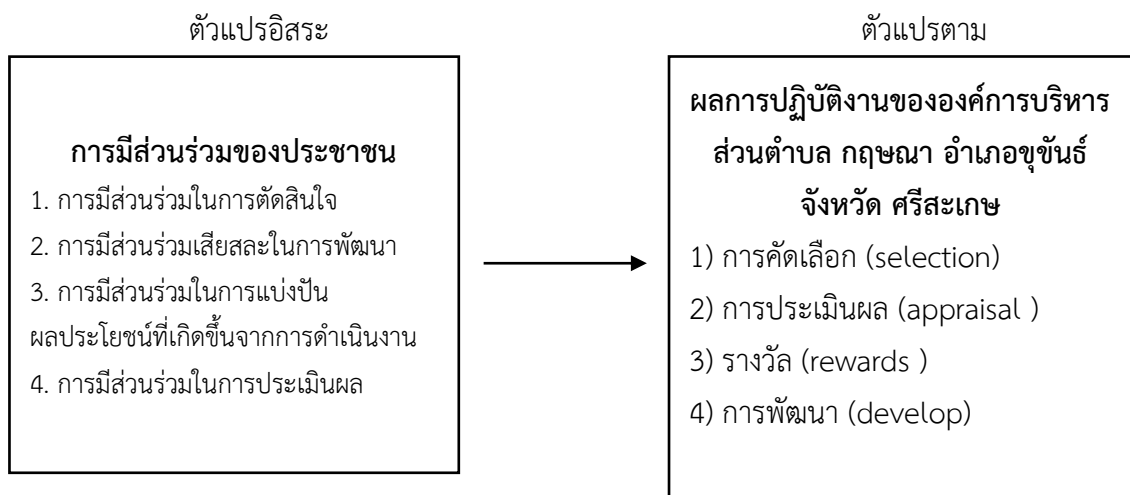 ตัวแปรอิสระ
การมีส่วนร่วมของประชาชน
1. การมีส่วนร่วมในการตัดสินใจ
2. การมีส่วนร่วมเสียสละในการพัฒนา
3. การมีส่วนร่วมในการแบ่งปัน
ผลประโยชน์ที่เกิดขึ้นจากการดำเนินงาน
4. การมีส่วนร่วมในการประเมินผล
ตัวแปรตาม
ผลการปฏิบัติงานขององค์การบริหาร
ส่วนตำบล กฤษณา อำเภอขุขันธ์
จังหวัด ศรีสะเกษ
1) การคัดเลือก (selection)
2) การประเมินผล (appraisal )
3) รางวัล (rewards )
4) การพัฒนา (develop)